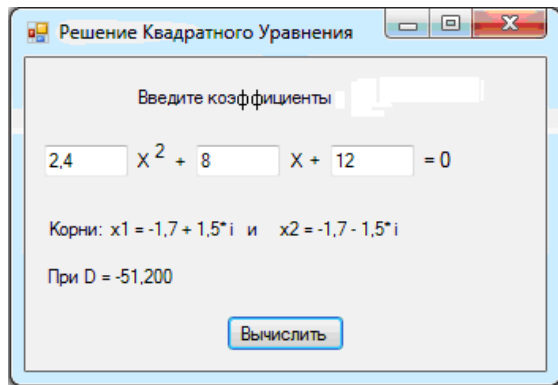 Решение Квадратного Уравнения
Введите коэффициенты
2,4 X 2 + 8 X + 12 = 0
Корни: x1 = -1,7 + 1,5* i и x2 = -1,7 - 1,5* i
При D = -51,200
Вычислить